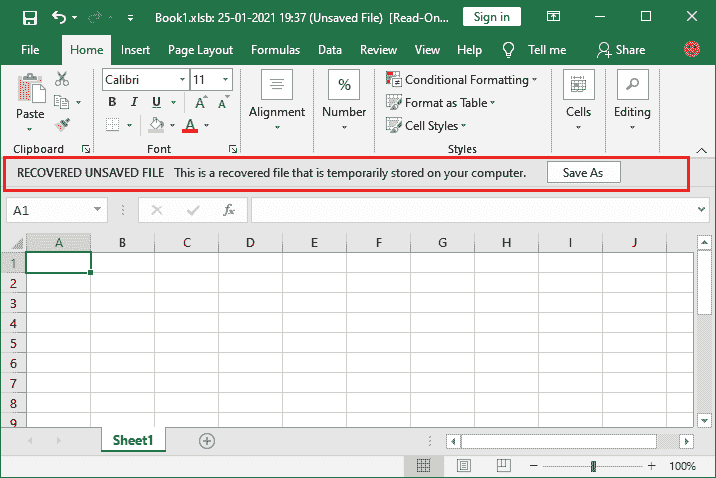 Book1.xlsb: 25-01-2021 19:37 (Unsaved File) [Read-On... Sign in
File Home Insert Page Layout Formulas Data Review View Help Tell me Share
Paste
Clipboard
Calibri 11
B I U A A
A
Font
Alignment
%
Number
Conditional Formatting
Format as Table
Cell Styles
Styles
Cells
Editing
RECOVERED UNSAVED FILE This is a recovered file that is temporarily stored on your computer. Save As
A1 fx
A B C D E F G H I J
1
2
3
4
5
6
7
8
9
Sheet1
100%